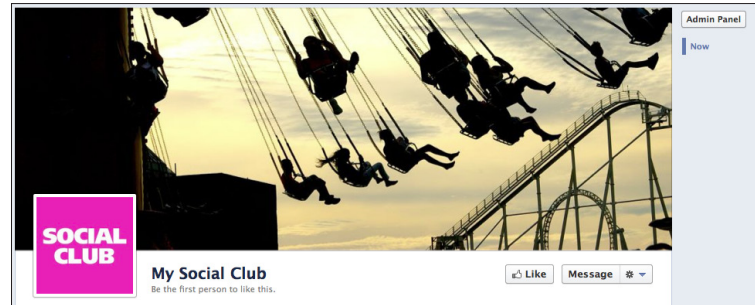 Admin Panel
Now
SOCIAL
CLUB
My Social Club
Be the first person to like this.
Like
Message